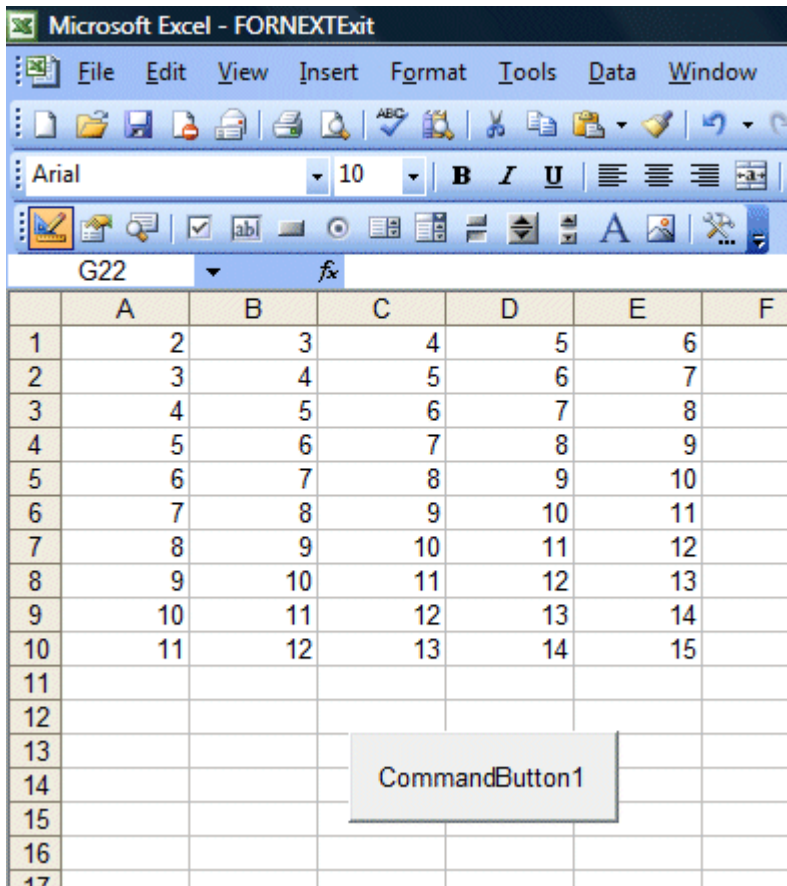 Microsoft Excel - FORNEXTExit
File Edit View Insert Format Tools Data Window
ABC
Arial 10 B I U a
ab A
G22 fx
A B C D E F
1 2 3 4 5 6
2 3 4 5 6 7
3 4 5 6 7 8
4 5 6 7 8 9
5 6 7 8 9 10
6 7 8 9 10 11
7 8 9 10 11 12
8 9 10 11 12 13
9 10 11 12 13 14
10 11 12 13 14 15
11
12
13
CommandButton1
14
15
16
17